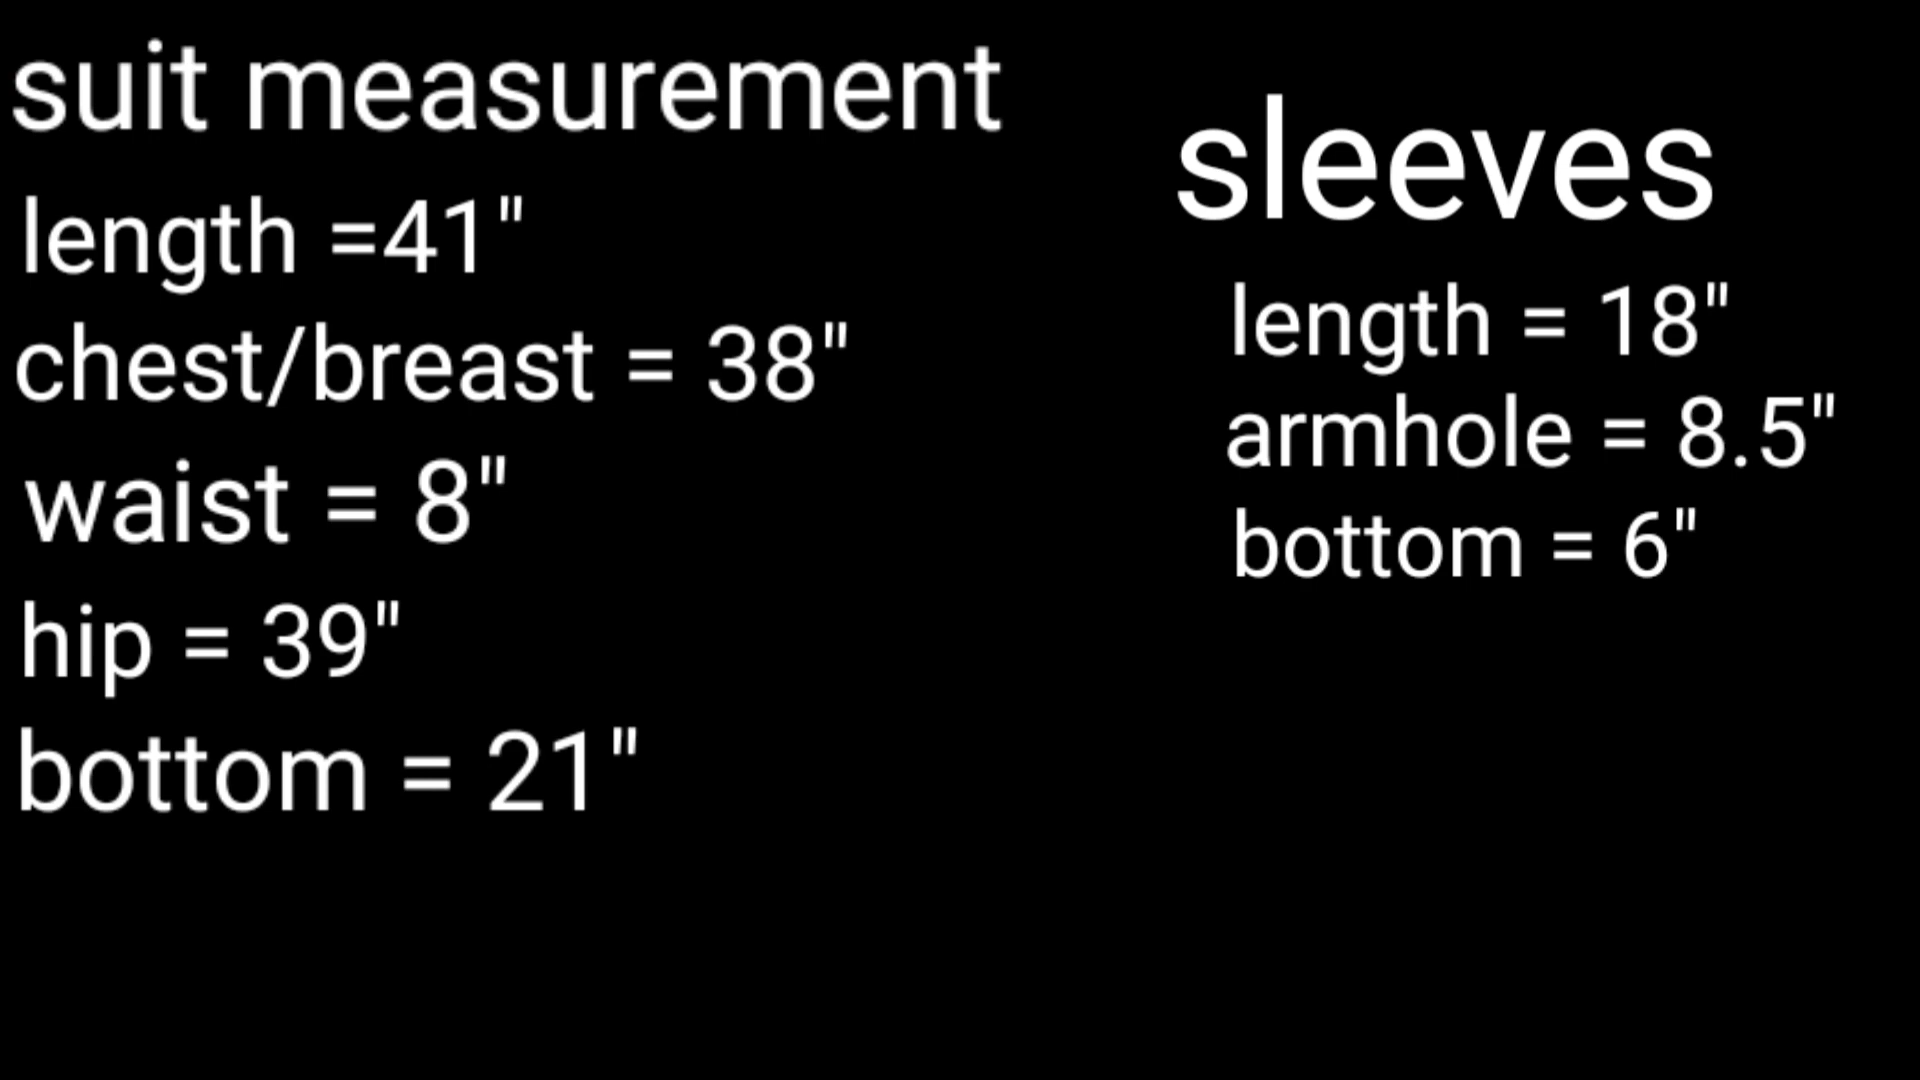 suit measurement
length =41"
chest/breast = 38"
waist = 8"
hip = 39"
bottom = 21"
sleeves
length = 18"
armhole = 8.5"
bottom = 6"